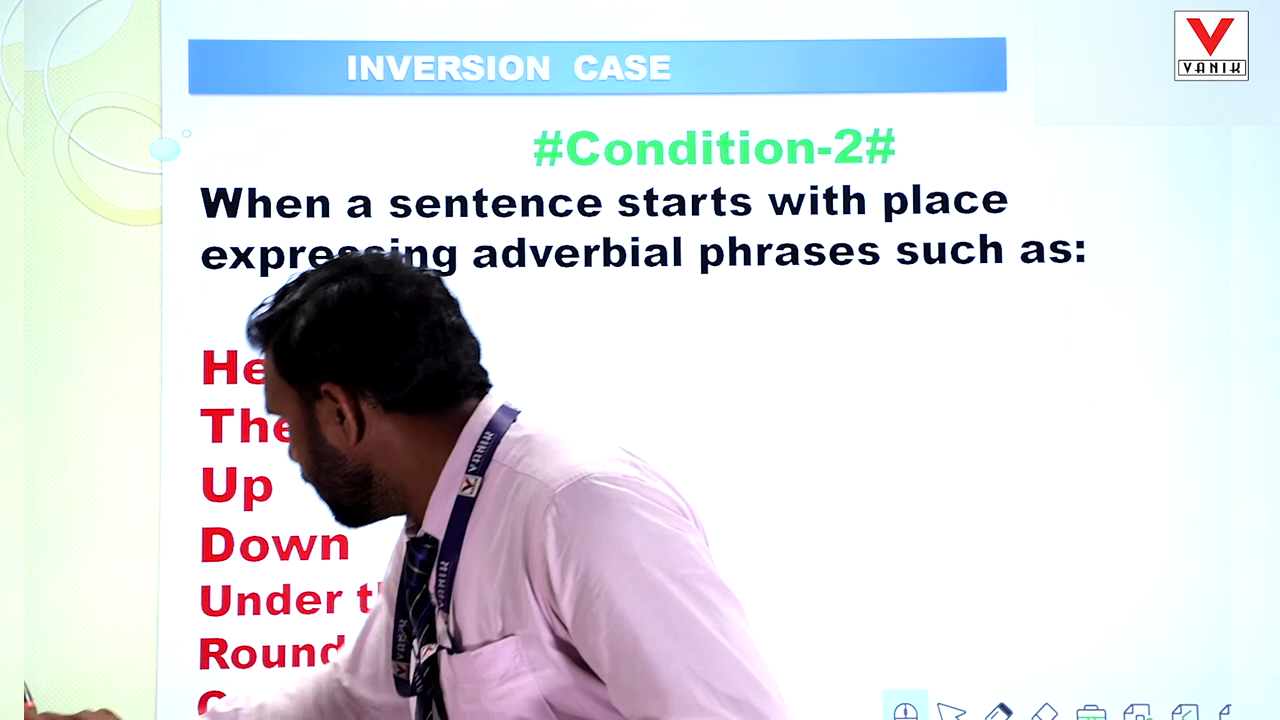 INVERSION CASE
VANIK
#Condition-2#
When a sentence starts with place
expressing adverbial phrases such as:
Up
Down
Under
Round
VANIK